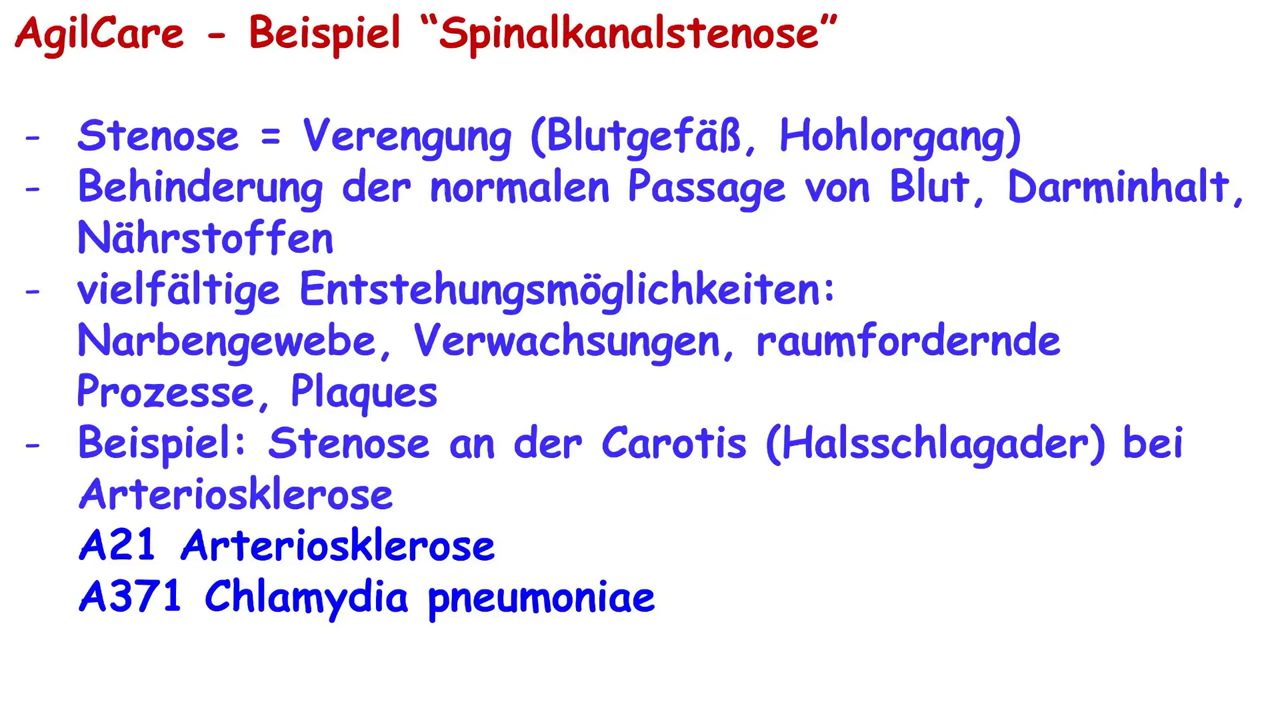 AgilCare - Beispiel “Spinalkanalstenose”
- Stenose = Verengung (Blutgefäß, Hohlorgang)
- Behinderung der normalen Passage von Blut, Darminhalt,
Nährstoffen
- vielfältige Entstehungsmöglichkeiten:
Narbengewebe, Verwachsungen, raumfordernde
Prozesse, Plaques
- Beispiel: Stenose an der Carotis (Halsschlagader) bei
Arteriosklerose
A21 Arteriosklerose
A371 Chlamydia pneumoniae